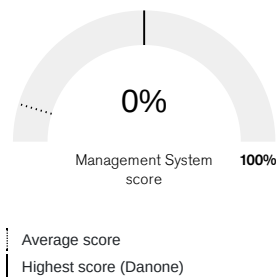 0%
Management System
score
100%
Average score
Highest score (Danone)